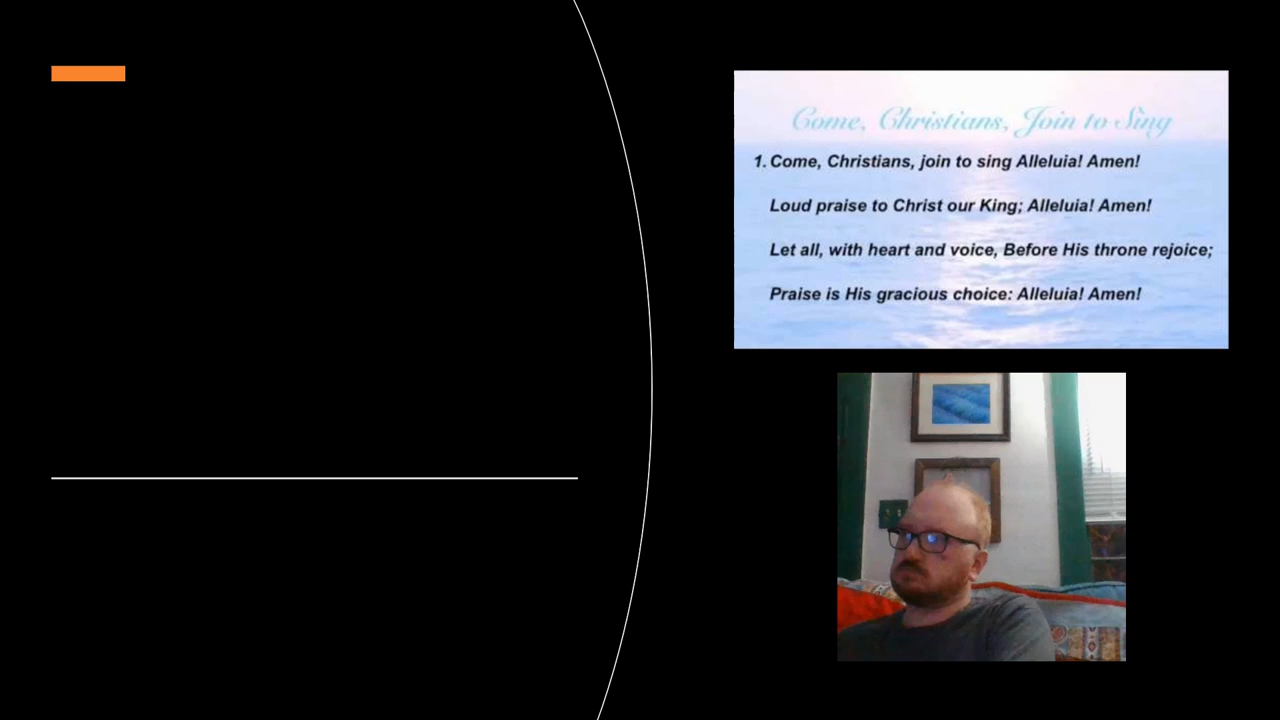 Come, Christians, Join to Sing
1. Come, Christians, join to sing Alleluia! Amen!
Loud praise to Christ our King; Alleluia! Amen!
Let all, with heart and voice, Before His throne rejoice;
Praise is His gracious choice: Alleluia! Amen!